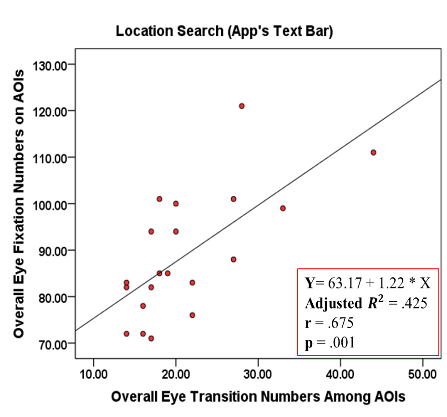 Location Search (App's Text Bar)
Overall Eye Fixation Numbers on AOIs
130.00
120.00
110.00
100.00
90.00
80.00
70.00
Y= 63.17 + 1.22 * X
Adjusted R² = .425
r = .675
p = .001
10.00 20.00 30.00 40.00 50.00
Overall Eye Transition Numbers Among AOIs